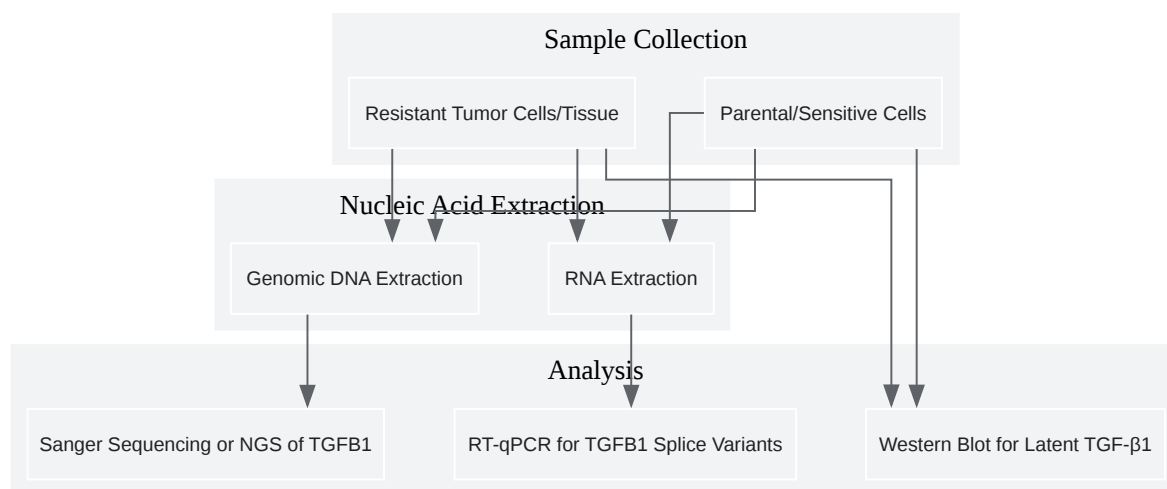 Sample Collection
Resistant Tumor Cells/Tissue
Parental/Sensitive Cells
Nucleic Acid Extraction
Genomic DNA Extraction
RNA Extraction
Analysis
Sanger Sequencing or NGS of TGFB1
RT-qPCR for TGFB1 Splice Variants
Western Blot for Latent TGF-β1